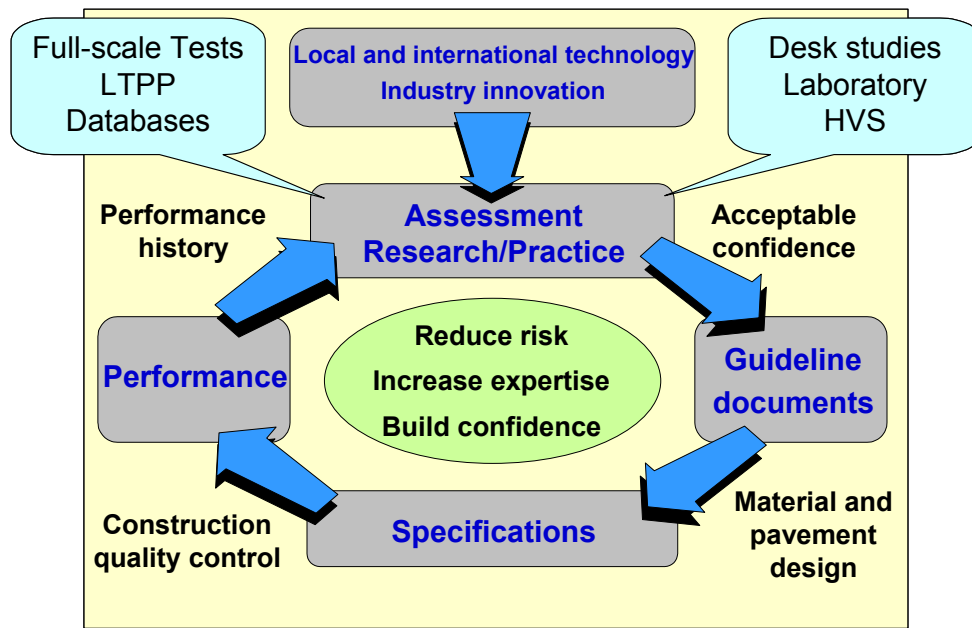 Full-scale Tests
LTPP
Databases
Local and international technology
Industry innovation
Desk studies
Laboratory
HVS
Performance
history
Assessment
Research/Practice
Acceptable
confidence
Performance
Reduce risk
Increase expertise
Build confidence
Guideline
documents
Construction
quality control
Specifications
Material and
pavement
design